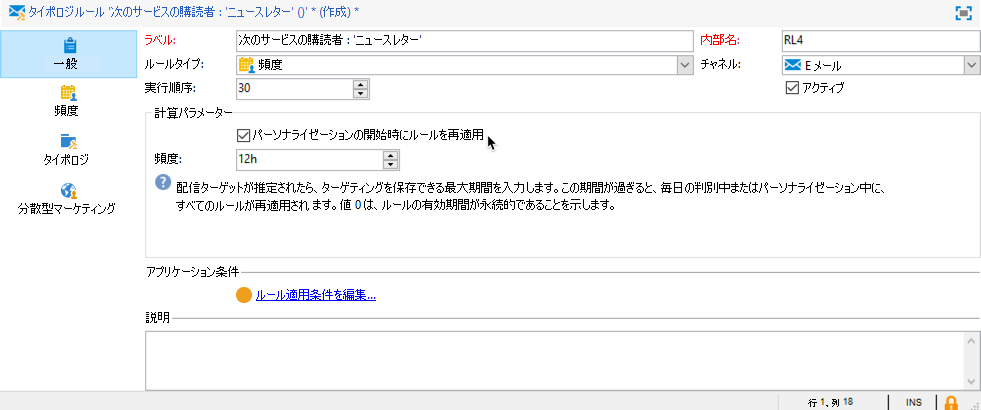 タイポロジルール '次のサービスの購読者 : 'ニュースレター' ()' * (作成) *
一般
頻度
タイポロジ
分散型マーケティング
ラベル: 次のサービスの購読者 : 'ニュースレター' 内部名: RL4
ルールタイプ: 頻度 チャネル: Eメール
実行順序: 30 アクティブ
計算パラメーター
パーソナライゼーションの開始時にルールを再適用
頻度: 12h
配信ターゲットが推定されたら、ターゲティングを保存できる最大期間を入力します。この期間が過ぎると、毎日の判別中またはパーソナライゼーション中に、
すべてのルールが再適用されます。値 0 は、ルールの有効期間が永続的であることを示します。
アプリケーション条件
ルール適用条件を編集...
説明
行 1, 列 18 INS